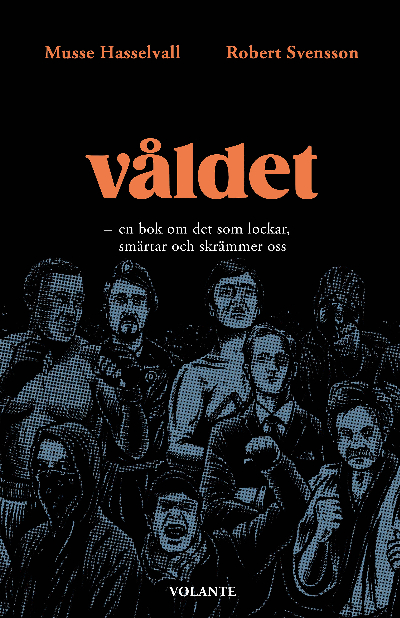 Musse Hasselvall Robert Svensson
våldet
– en bok om det som lockar,
smärtar och skrämmer oss
VOLANTE